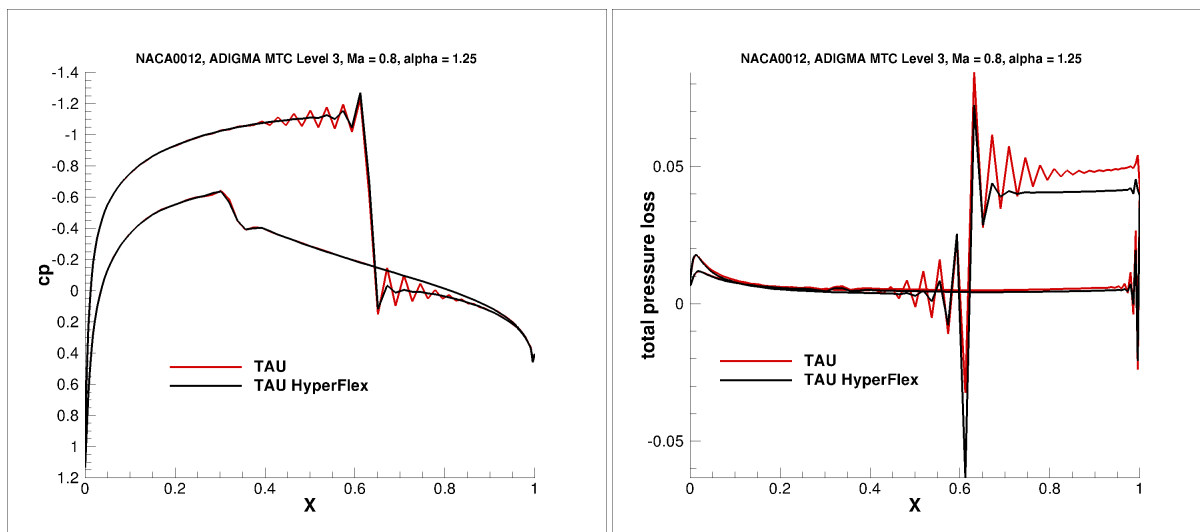 NACA0012, ADIGMA MTC Level 3, Ma = 0.8, alpha = 1.25
-1.4
-1.2
-1
-0.8
-0.6
-0.4
-0.2
0
0.2
0.4
0.6
0.8
1
1.2
cp
TAU
TAU HyperFlex
0
0.2
0.4
0.6
0.8
1
X
NACA0012, ADIGMA MTC Level 3, Ma = 0.8, alpha = 1.25
0.05
0
-0.05
total pressure loss
TAU
TAU HyperFlex
0
0.2
0.4
0.6
0.8
1
X